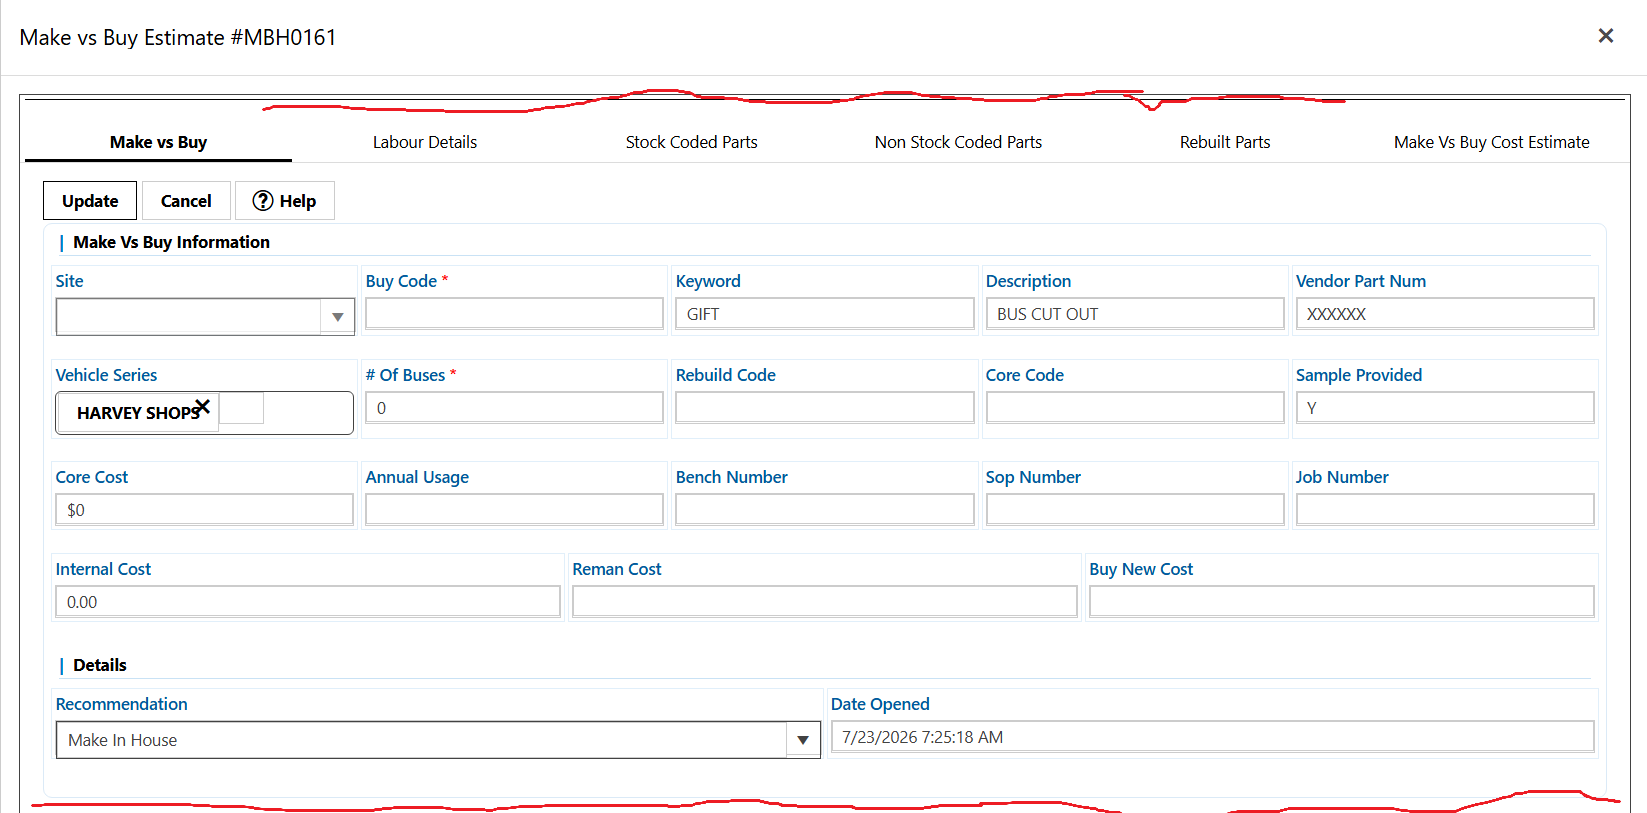 Make vs Buy Estimate #MBH0161
Make vs Buy Labour Details Stock Coded Parts Non Stock Coded Parts Rebuilt Parts Make Vs Buy Cost Estimate
Update Cancel Help
Make Vs Buy Information
Site Buy Code * Keyword Description Vendor Part Num
GIFT BUS CUT OUT XXXXXX
Vehicle Series # Of Buses * Rebuild Code Core Code Sample Provided
HARVEY SHOPS 0 Y
Core Cost Annual Usage Bench Number Sop Number Job Number
$0
Internal Cost Reman Cost Buy New Cost
0.00
Details
Recommendation Date Opened
Make In House 7/23/2026 7:25:18 AM